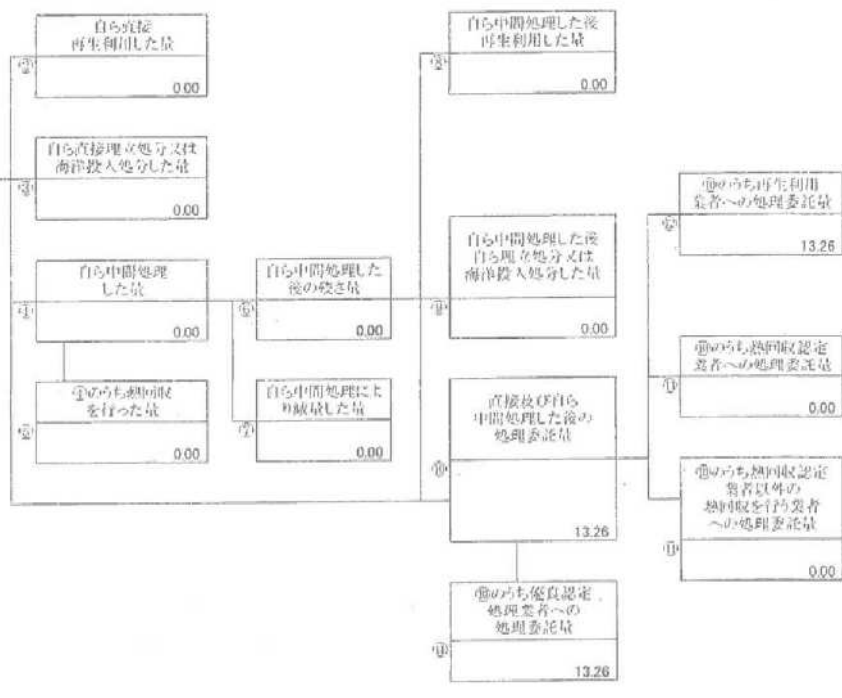 自ら直接
再生利用した量
②
0.00
自ら直接埋立処分又は
海洋投入処分した量
③
0.00
自ら中間処理
した量
④
0.00
④のうち熱回収
を行った量
⑤
0.00
自ら中間処理した
後の残さ量
⑥
0.00
自ら中間処理によ
り減量した量
⑦
0.00
自ら中間処理した後
再生利用した量
⑧
0.00
自ら中間処理した後
自ら埋立処分又は
海洋投入処分した量
⑨
0.00
直接及び自ら
中間処理した後の
処理委託量
⑩
13.26
⑩のうち優良認定
処理業者への
処理委託量
⑪
13.26
⑩のうち再生利用
業者への処理委託量
⑫
13.26
⑩のうち熱回収認定
業者への処理委託量
⑬
0.00
⑩のうち熱回収認定
業者以外の
熱回収を行う業者
への処理委託量
0.00